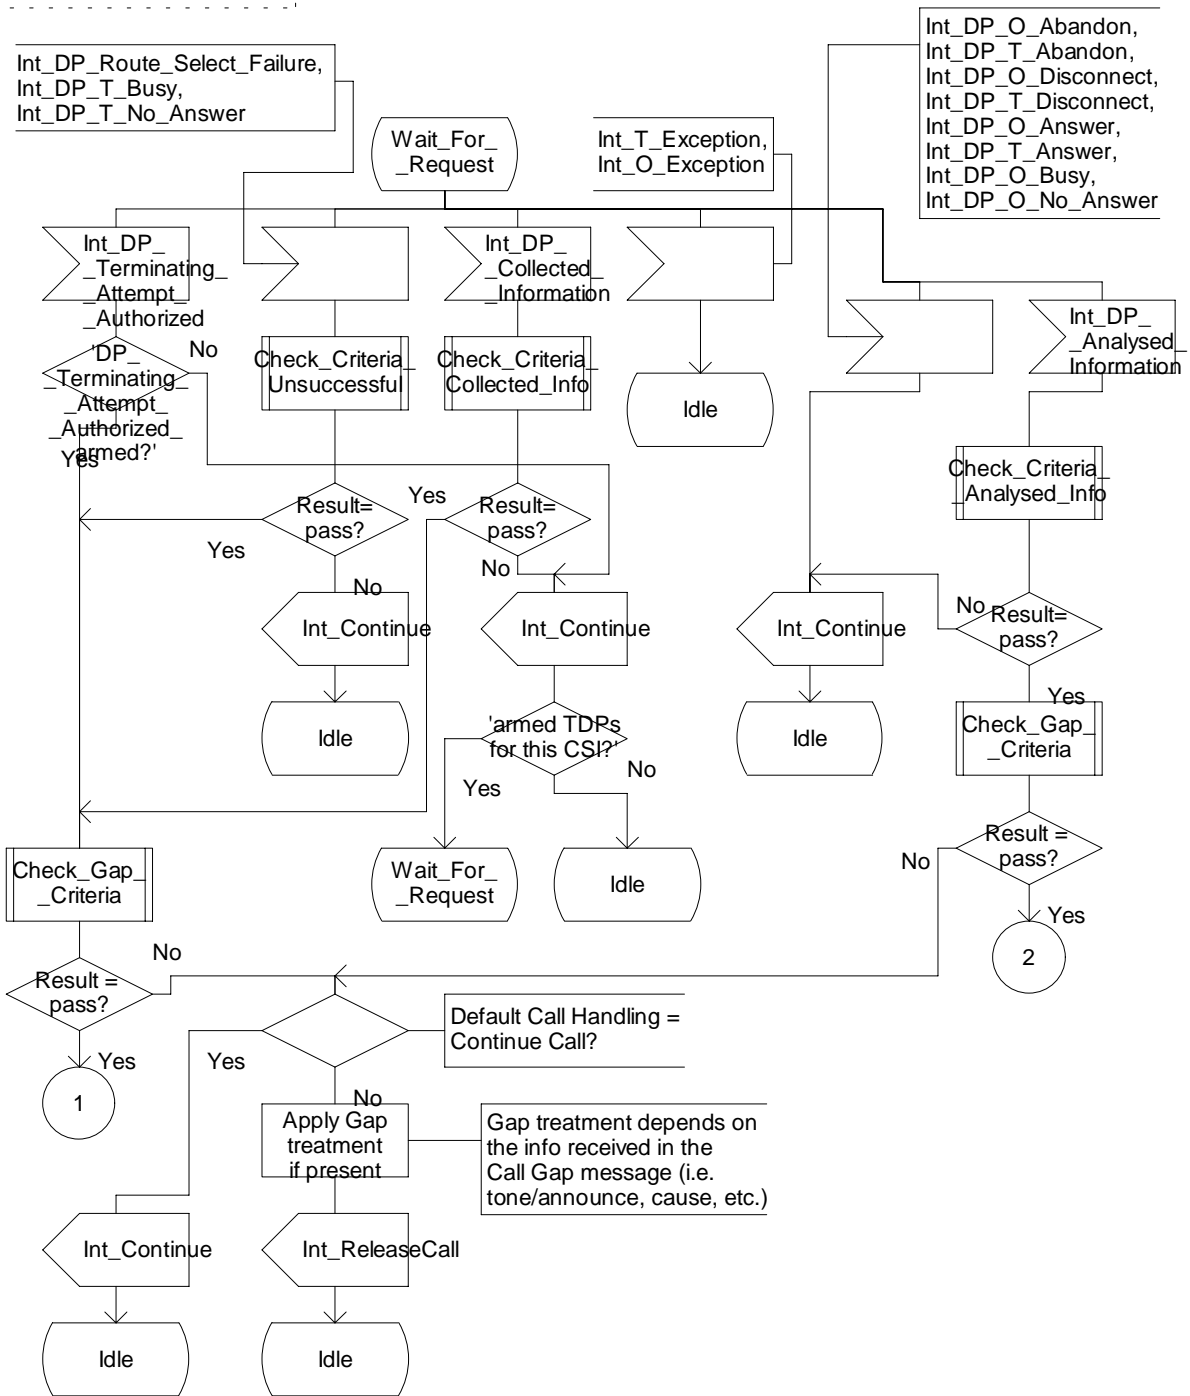 Int_DP_Route_Select_Failure,
Int_DP_T_Busy,
Int_DP_T_No_Answer
Wait_For_
_Request
Int_T_Exception,
Int_O_Exception
Int_DP_O_Abandon,
Int_DP_T_Abandon,
Int_DP_O_Disconnect,
Int_DP_T_Disconnect,
Int_DP_O_Answer,
Int_DP_T_Answer,
Int_DP_O_Busy,
Int_DP_O_No_Answer
Int_DP_
_Terminating_
_Attempt_
_Authorized
Int_DP_
_Collected_
_Information
Int_DP_
_Analysed_
_Information
'DP_
_Terminating_
_Attempt_
_Authorized_
armed?'
No
Yes
Check_Criteria_
Unsuccessful
Check_Criteria_
Collected_Info
Idle
Check_Criteria_
_Analysed_Info
Result=
pass?
Yes
No
Result=
pass?
Yes
No
Int_Continue
Int_Continue
Int_Continue
Result=
pass?
No
Yes
Idle
'armed TDPs
for this CSI?'
Yes
No
Idle
Check_Gap_
_Criteria
Wait_For_
_Request
Idle
Result =
pass?
No
Yes
2
Check_Gap_
_Criteria
Result =
pass?
No
Yes
1
Default Call Handling =
Continue Call?
Yes
No
Apply Gap
treatment
if present
Gap treatment depends on
the info received in the
Call Gap message (i.e.
tone/announce, cause, etc.)
Int_Continue
Int_ReleaseCall
Idle
Idle